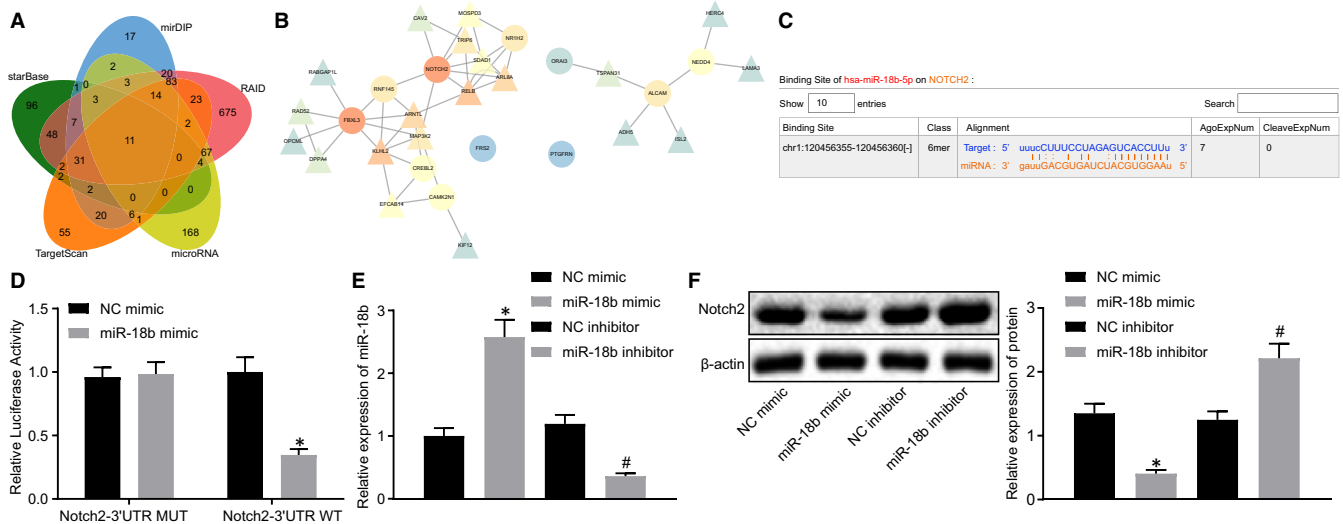 A
mirDIP
17
starBase
RAID
2
20
83
1
0
3
14
23
675
96
3
2
7
48
11
67
31
0
4
2
2
2
0
0
20
6
1
55
168
TargetScan
microRNA
B
MOSPD3
CAV2
TRIP6
NR1H2
SDAD1
NOTCH2
RABGAP1L
RNF145
RELB
ARL8A
RAD52
FBXL3
ARNTL
MAP3K2
OPCML
KLHL2
DPPA4
CREBL2
FRS2
PTGFRN
EFCAB14
CAMK2N1
KIF12
HERC4
ORAI3
NEDD4
TSPAN31
LAMA3
ALCAM
ADH5
ISL2
C
Binding Site of hsa-miR-18b-5p on NOTCH2 :
Show 10 entries Search
Binding Site Class Alignment AgoExpNum CleaveExpNum
chr1:120456355-120456360[-] 6mer Target : 5' uuucCUUUCCUAGAGUCACCUUu 3' 7 0
miRNA : 3' gauuGACGUGAUCUACGUGGAAu 5'
D
NC mimic
miR-18b mimic
Relative Luciferase Activity
1.5
1.0
0.5
0.0
*
Notch2-3'UTR MUT Notch2-3'UTR WT
E
NC mimic
miR-18b mimic
NC inhibitor
miR-18b inhibitor
Relative expression of miR-18b
3
2
1
0
*
#
F
Notch2
β-actin
NC mimic
miR-18b mimic
NC inhibitor
miR-18b inhibitor
NC mimic
miR-18b mimic
NC inhibitor
miR-18b inhibitor
Relative expression of protein
3
2
1
0
*
#